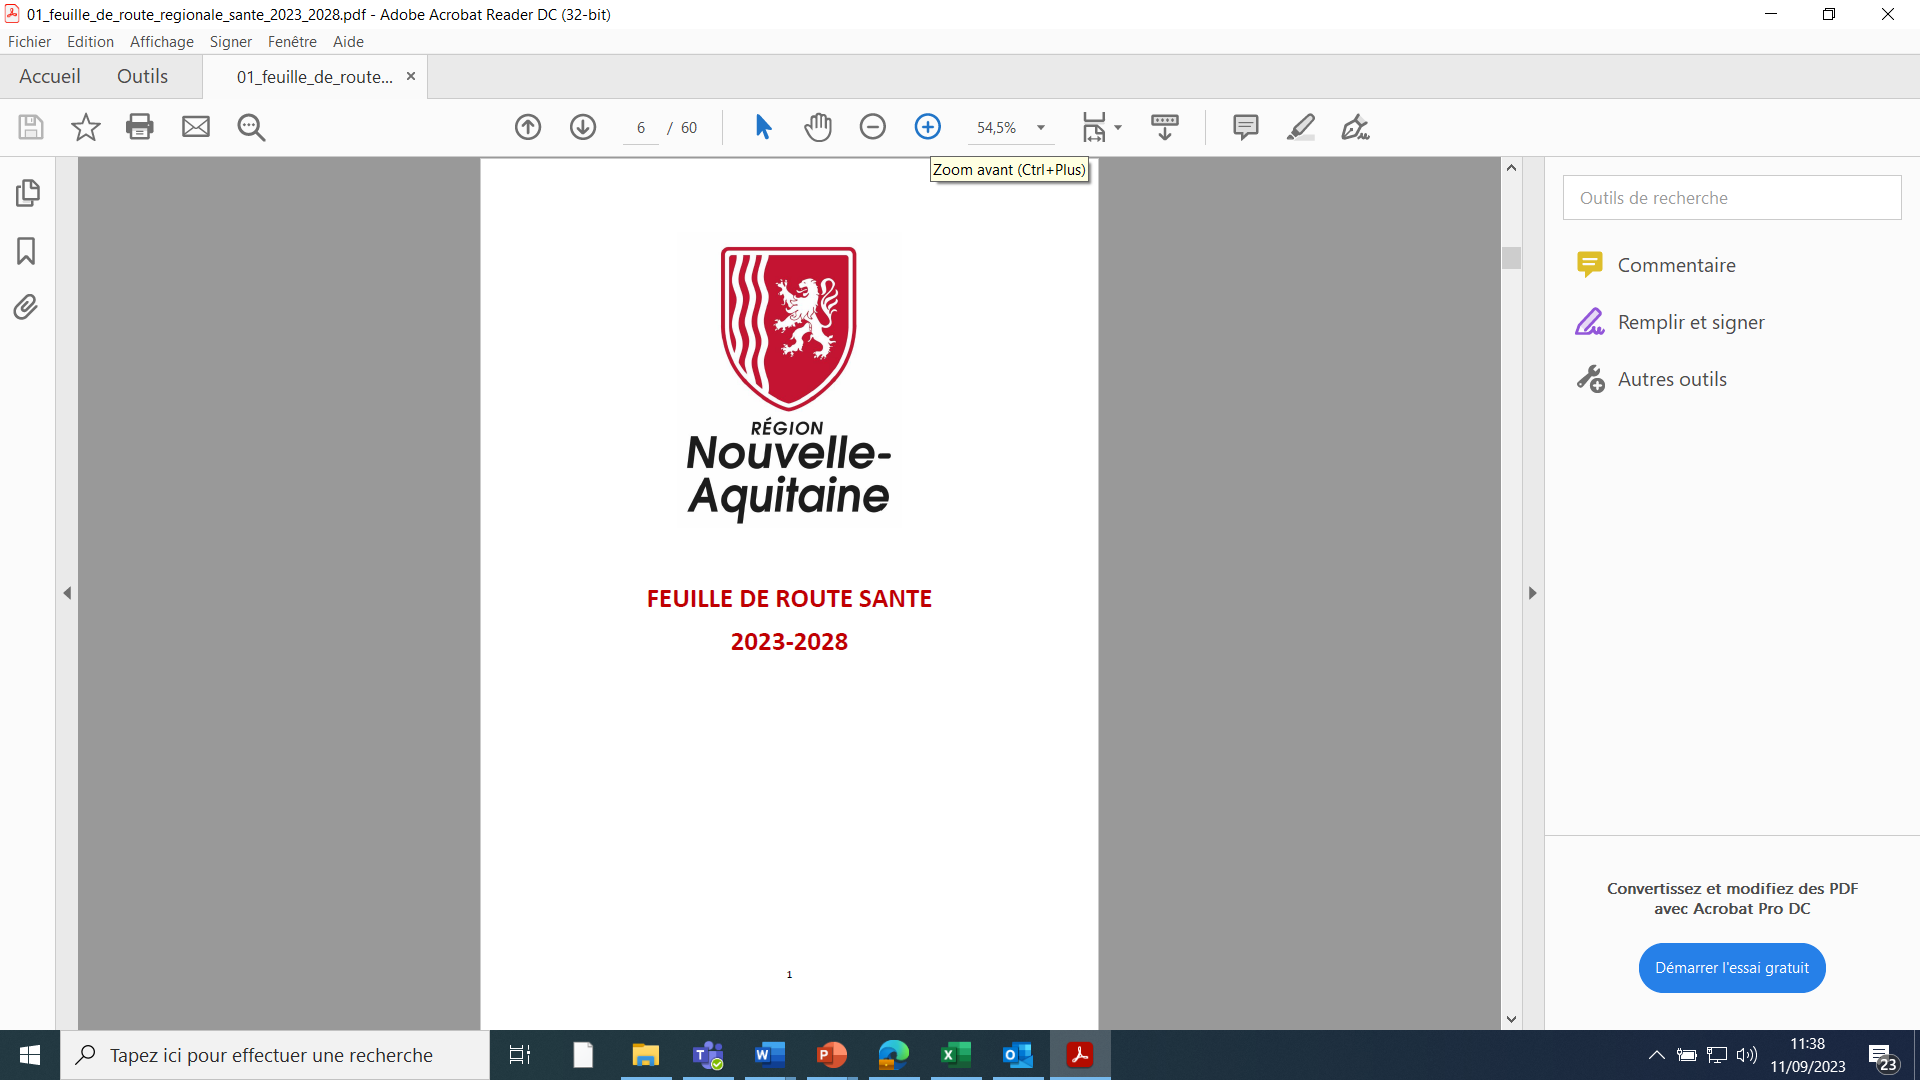 01_feuille_de_route_regionale_sante_2023_2028.pdf - Adobe Acrobat Reader DC (32-bit)
Fichier Edition Affichage Signer Fenêtre Aide
Accueil Outils 01_feuille_de_route...
6 / 60 54,5%
Zoom avant (Ctrl+Plus)
RÉGION
Nouvelle-
Aquitaine
FEUILLE DE ROUTE SANTE
2023-2028
1
Outils de recherche
Commentaire
Remplir et signer
Autres outils
Convertissez et modifiez des PDF
avec Acrobat Pro DC
Démarrer l'essai gratuit
Tapez ici pour effectuer une recherche
11:38
11/09/2023
23